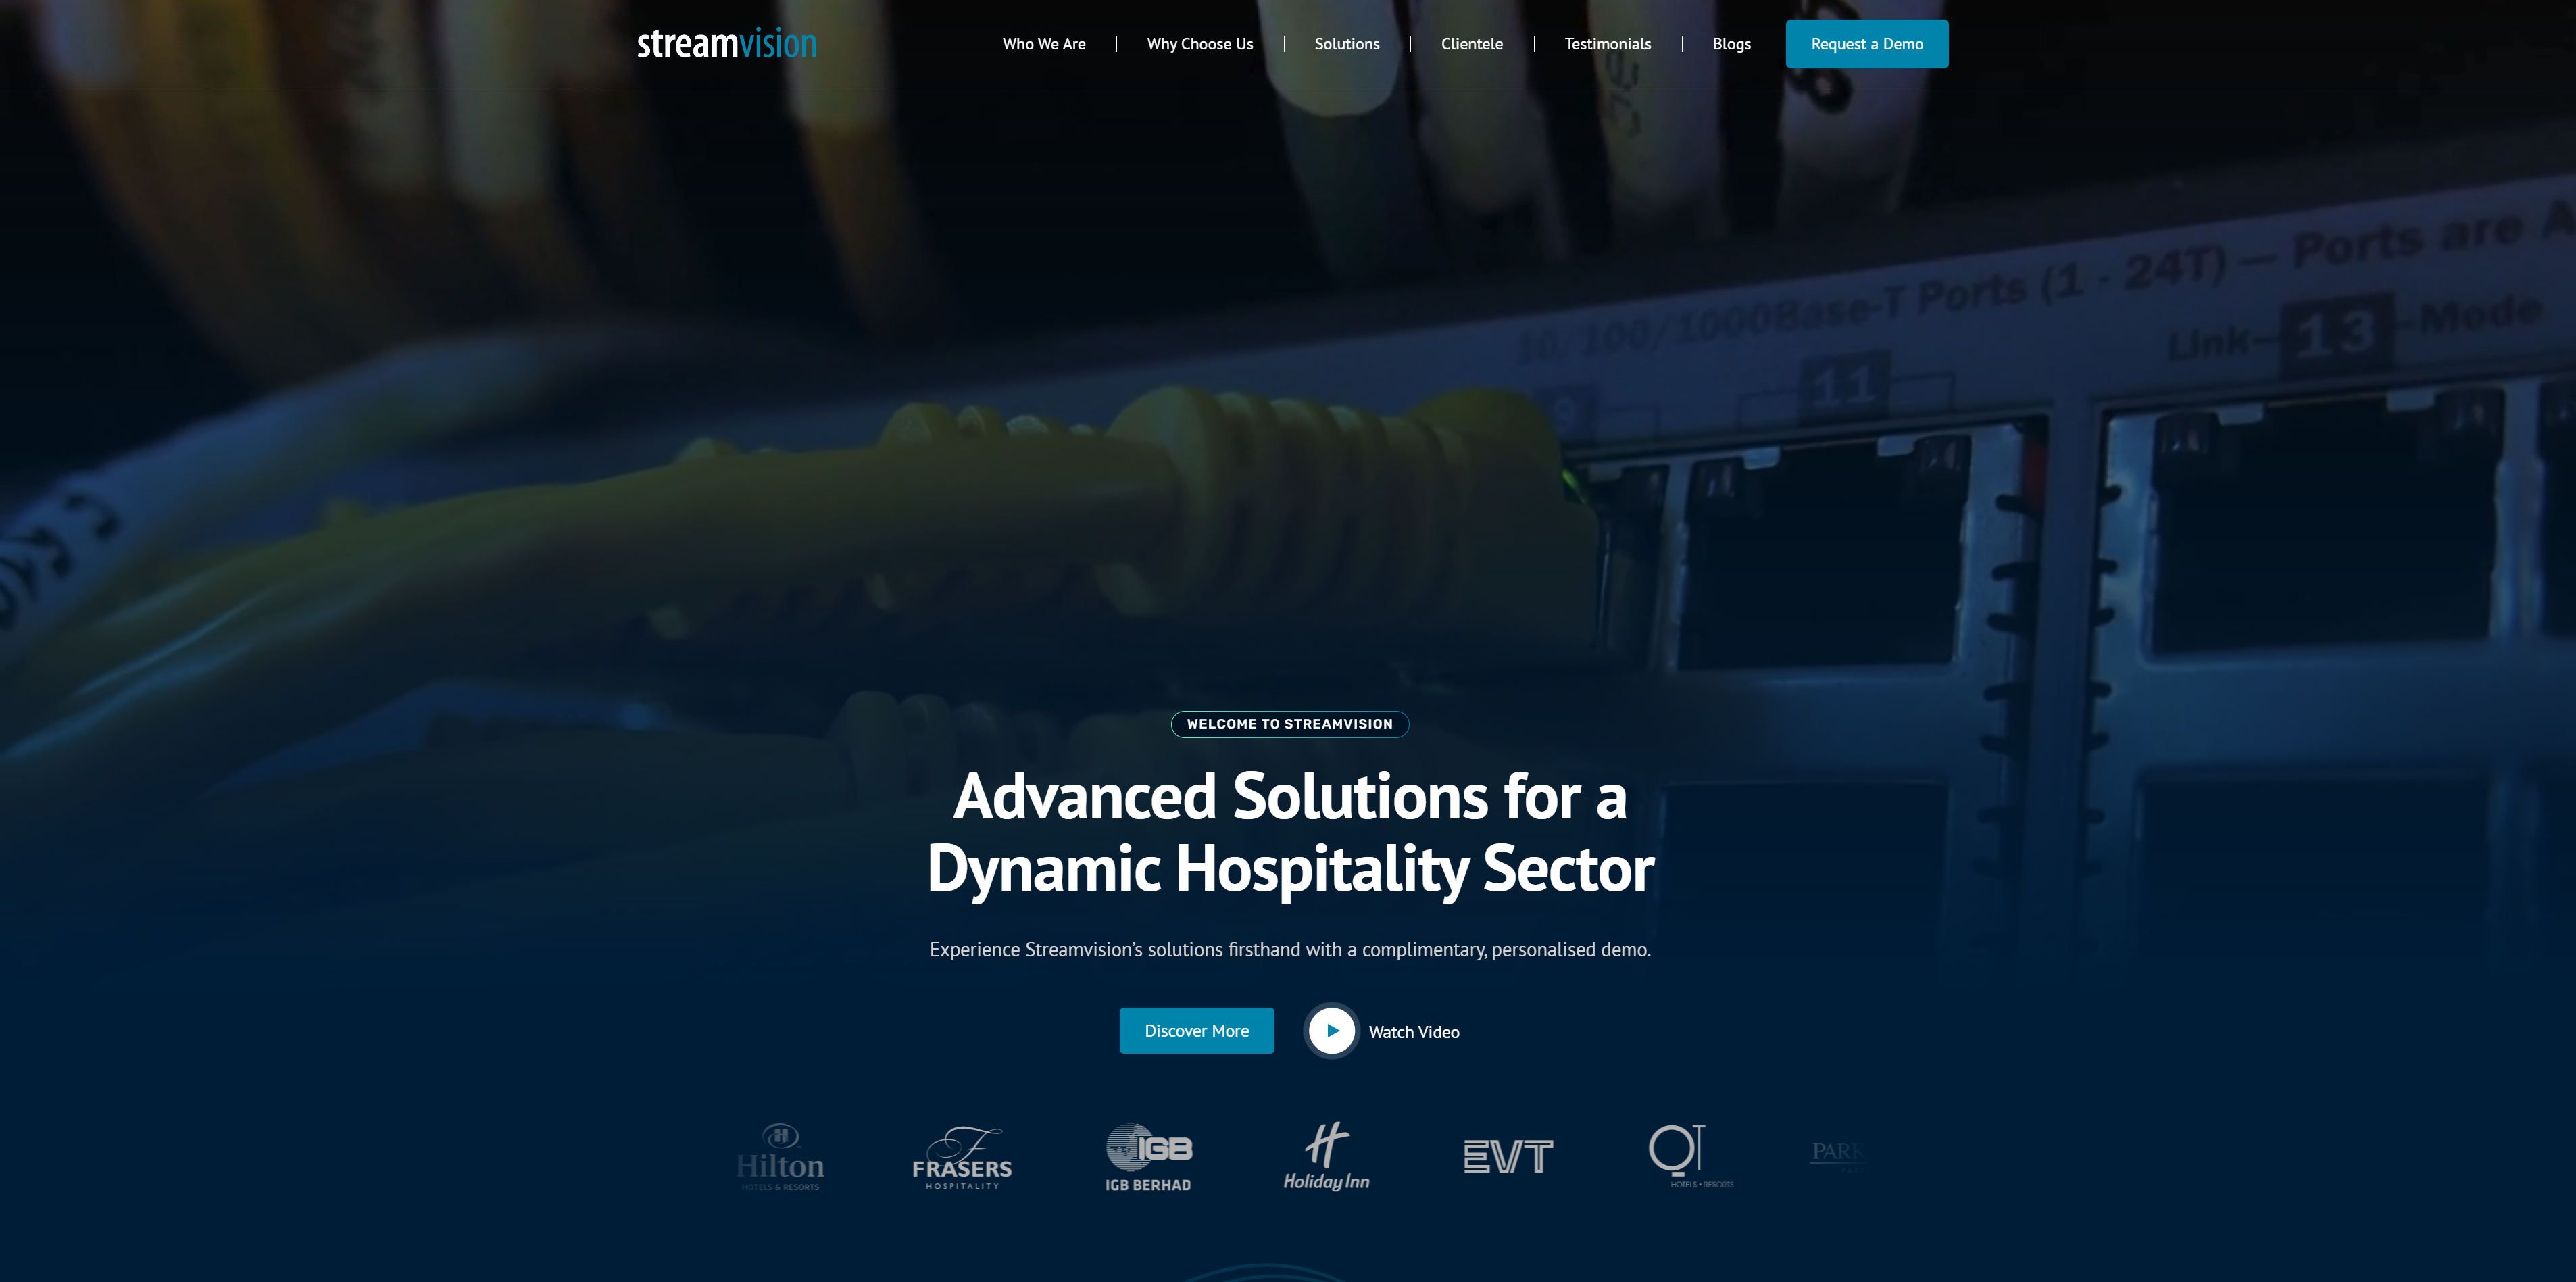 streamvision
Who We Are
Why Choose Us
Solutions
Clientele
Testimonials
Blogs
Request a Demo
10/100/1000Base-T Ports (1 - 24T) — Ports are A
Link
13
Mode
11
9
WELCOME TO STREAMVISION
Advanced Solutions for a
Dynamic Hospitality Sector
Experience Streamvision’s solutions firsthand with a complimentary, personalised demo.
Discover More
Watch Video
Hilton
HOTELS & RESORTS
FRASERS
HOSPITALITY
IGB
IGB BERHAD
Holiday Inn
EVT
QT
HOTELS • RESORTS
PARK